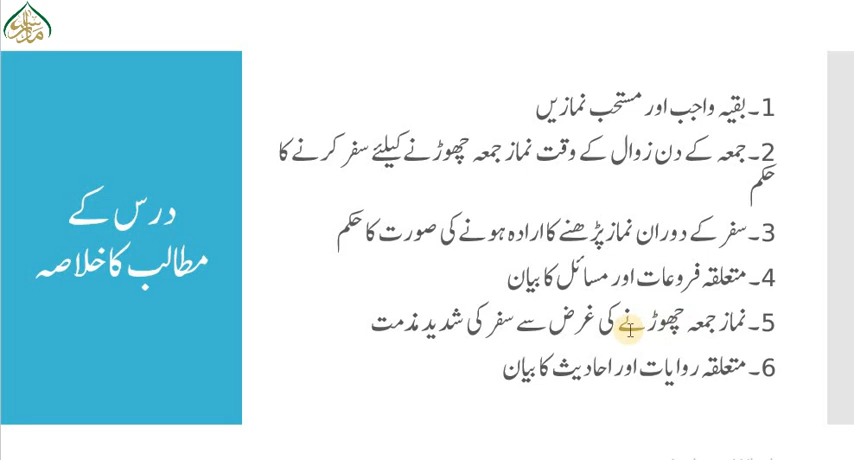 درس کے
مطالب کا خلاصہ
1۔بقیہ واجب اور مستحب نمازیں
2۔جمعہ کے دن زوال کے وقت نماز جمعہ چھوڑنے کیلئے سفر کرنے کا
حکم
3۔سفر کے دوران نماز پڑھنے کا ارادہ ہونے کی صورت کا حکم
4۔متعلقہ فروعات اور مسائل کا بیان
5۔نماز جمعہ چھوڑنے کی غرض سے سفر کی شدید مذمت
6۔متعلقہ روایات اور احادیث کا بیان